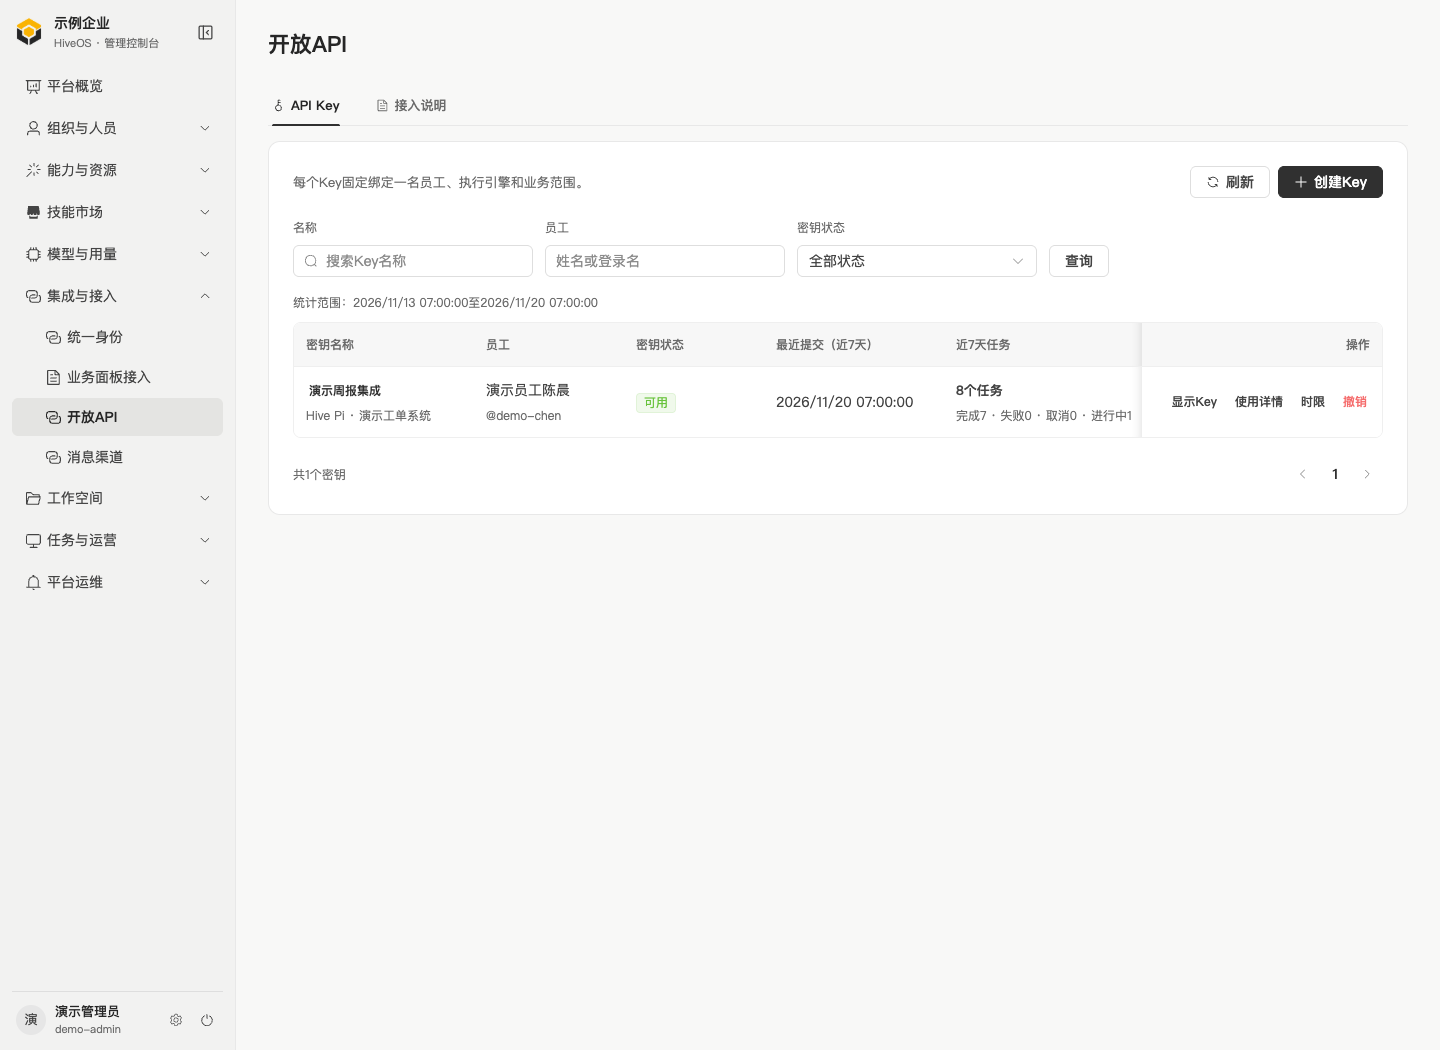 示例企业
HiveOS · 管理控制台
平台概览
组织与人员
能力与资源
技能市场
模型与用量
集成与接入
统一身份
业务面板接入
开放API
消息渠道
工作空间
任务与运营
平台运维
演
演示管理员
demo-admin
开放API
API Key
接入说明
每个Key固定绑定一名员工、执行引擎和业务范围。
刷新
创建Key
名称
员工
密钥状态
搜索Key名称
姓名或登录名
全部状态
查询
统计范围：2026/11/13 07:00:00至2026/11/20 07:00:00
密钥名称
员工
密钥状态
最近提交（近7天）
近7天任务
操作
演示周报集成
Hive Pi · 演示工单系统
演示员工陈晨
@demo-chen
可用
2026/11/20 07:00:00
8个任务
完成7 · 失败0 · 取消0 · 进行中1
显示Key
使用详情
时限
撤销
共1个密钥
1